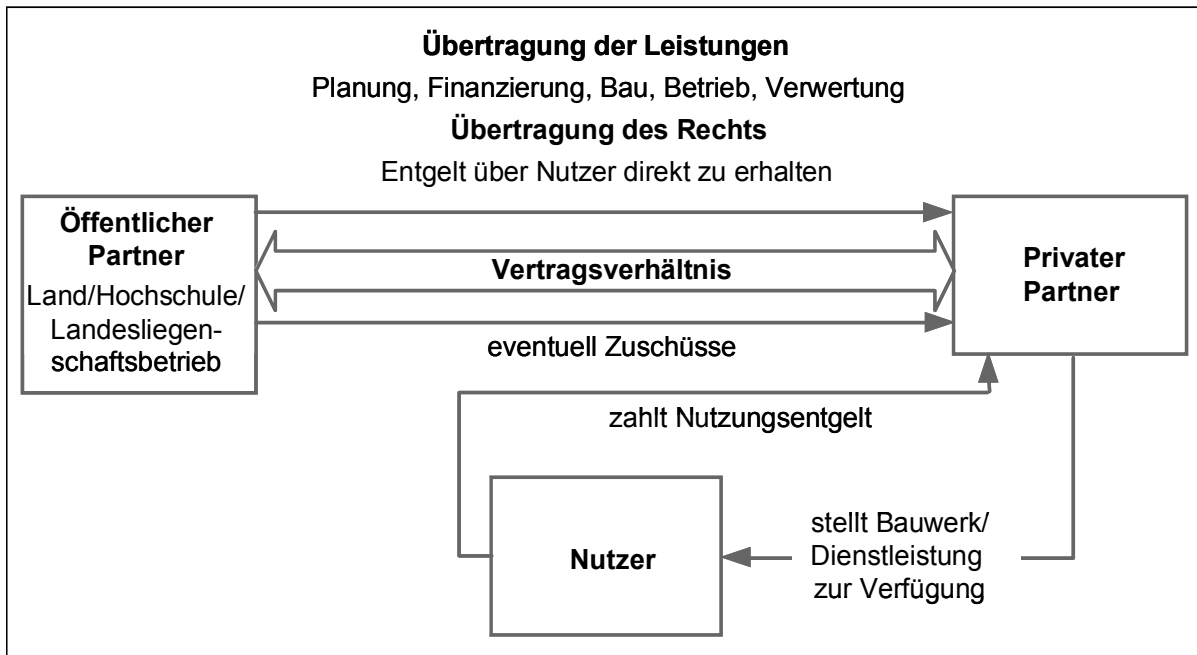 Übertragung der Leistungen
Planung, Finanzierung, Bau, Betrieb, Verwertung
Übertragung des Rechts
Entgelt über Nutzer direkt zu erhalten
Öffentlicher
Partner
Land/Hochschule/
Landesliegen-
schaftsbetrieb
Vertragsverhältnis
Privater
Partner
eventuell Zuschüsse
zahlt Nutzungsentgelt
Nutzer
stellt Bauwerk/
Dienstleistung
zur Verfügung